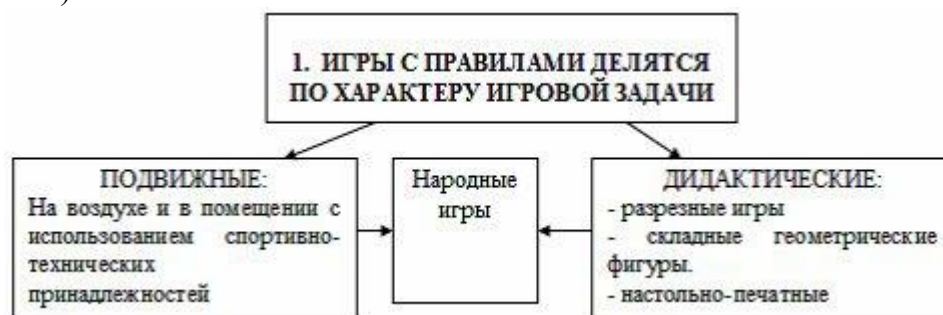 )
1. ИГРЫ С ПРАВИЛАМИ ДЕЛЯТСЯ
ПО ХАРАКТЕРУ ИГРОВОЙ ЗАДАЧИ
ПОДВИЖНЫЕ:
На воздухе и в помещении с
использованием спортивно-
технических
принадлежностей
Народные
игры
ДИДАКТИЧЕСКИЕ:
- разрезные игры
- складные геометрические
фигуры.
- настольно-печатные